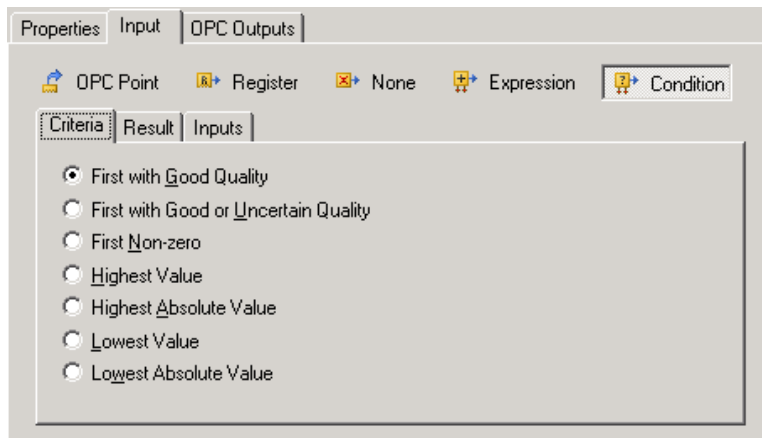 Properties Input OPC Outputs
OPC Point Register None Expression Condition
Criteria Result Inputs
First with Good Quality
First with Good or Uncertain Quality
First Non-zero
Highest Value
Highest Absolute Value
Lowest Value
Lowest Absolute Value